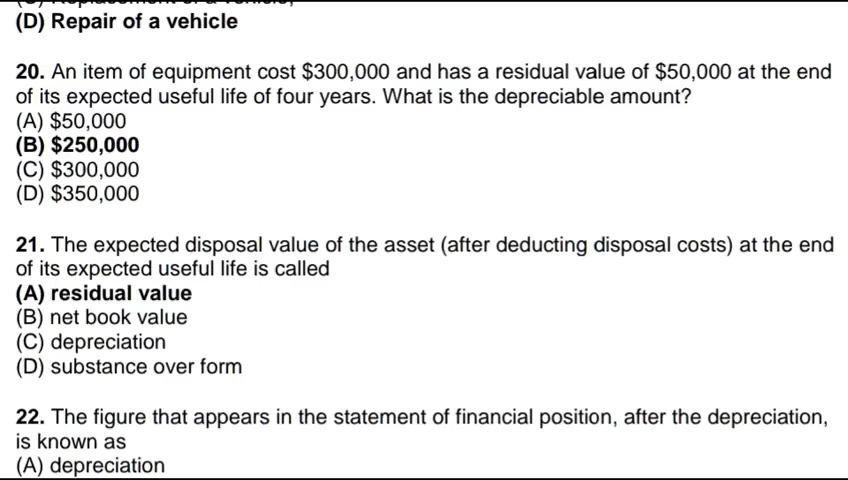 (D) Repair of a vehicle
20. An item of equipment cost $300,000 and has a residual value of $50,000 at the end
of its expected useful life of four years. What is the depreciable amount?
(A) $50,000
(B) $250,000
(C) $300,000
(D) $350,000
21. The expected disposal value of the asset (after deducting disposal costs) at the end
of its expected useful life is called
(A) residual value
(B) net book value
(C) depreciation
(D) substance over form
22. The figure that appears in the statement of financial position, after the depreciation,
is known as
(A) depreciation